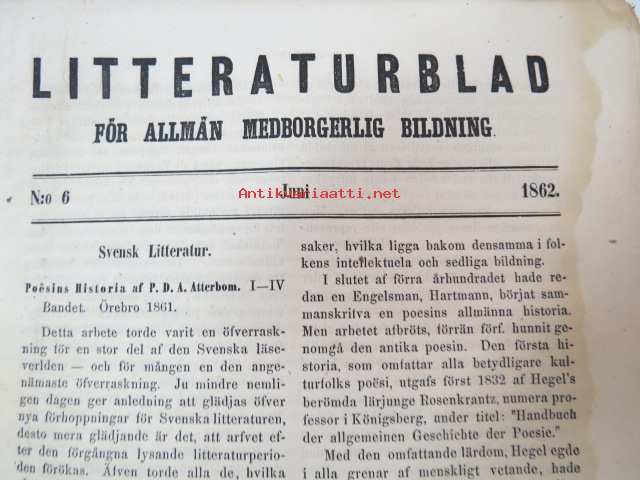 LITTERATURBLAD
FÖR ALLMÄN MEDBORGERLIG BILDNING.
N:o 6 Juni 1862.
Antikvariaatti.net
Svensk Litteratur.
Poësins Historia af P. D. A. Atterbom. I—IV
Bandet. Örebro 1861.
Detta arbete torde varit en öfverrask-
ning för en stor del af den Svenska läse-
verlden — och för mången en den ange-
nämaste öfverraskning. Ju mindre nemli-
gen dagen ger anledning att glädjas öfver
nya förhoppningar för Svenska litteraturen,
desto mera glädjande är det, att arfvet ef-
ter den förgångna lysande litteraturperio-
den förökas. Äfven torde alla de, hvilka
saker, hvilka ligga bakom densamma i fol-
kens intellektuela och sedliga bildning.
I slutet af förra århundradet hade re-
dan en Engelsman, Hartmann, börjat sam-
manskrifva en poesins allmänna historia.
Men arbetet afbröts, förrän förf. hunnit ge-
nomgå den antika poesin. Den första hi-
storia, som omfattar alla betydligare kul-
turfolks poësi, utgafs först 1832 af Hegel's
berömda lärjunge Rosenkrantz, numera pro-
fessor i Königsberg, under titel: "Handbuch
der allgemeinen Geschichte der Poesie."
Med den omfattande lärdom, Hegel egde
i alla grenar af menskligt vetande, hade